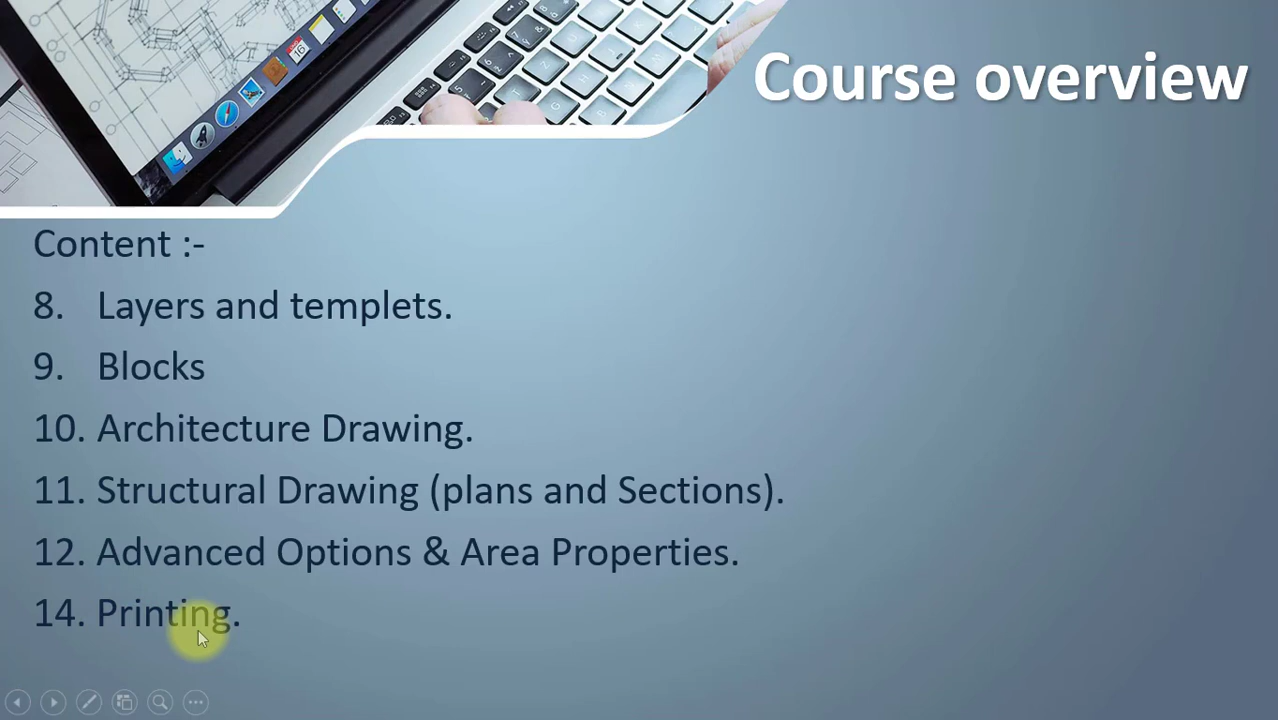 Course overview
Content :-
8. Layers and templets.
9. Blocks
10. Architecture Drawing.
11. Structural Drawing (plans and Sections).
12. Advanced Options & Area Properties.
14. Printing.